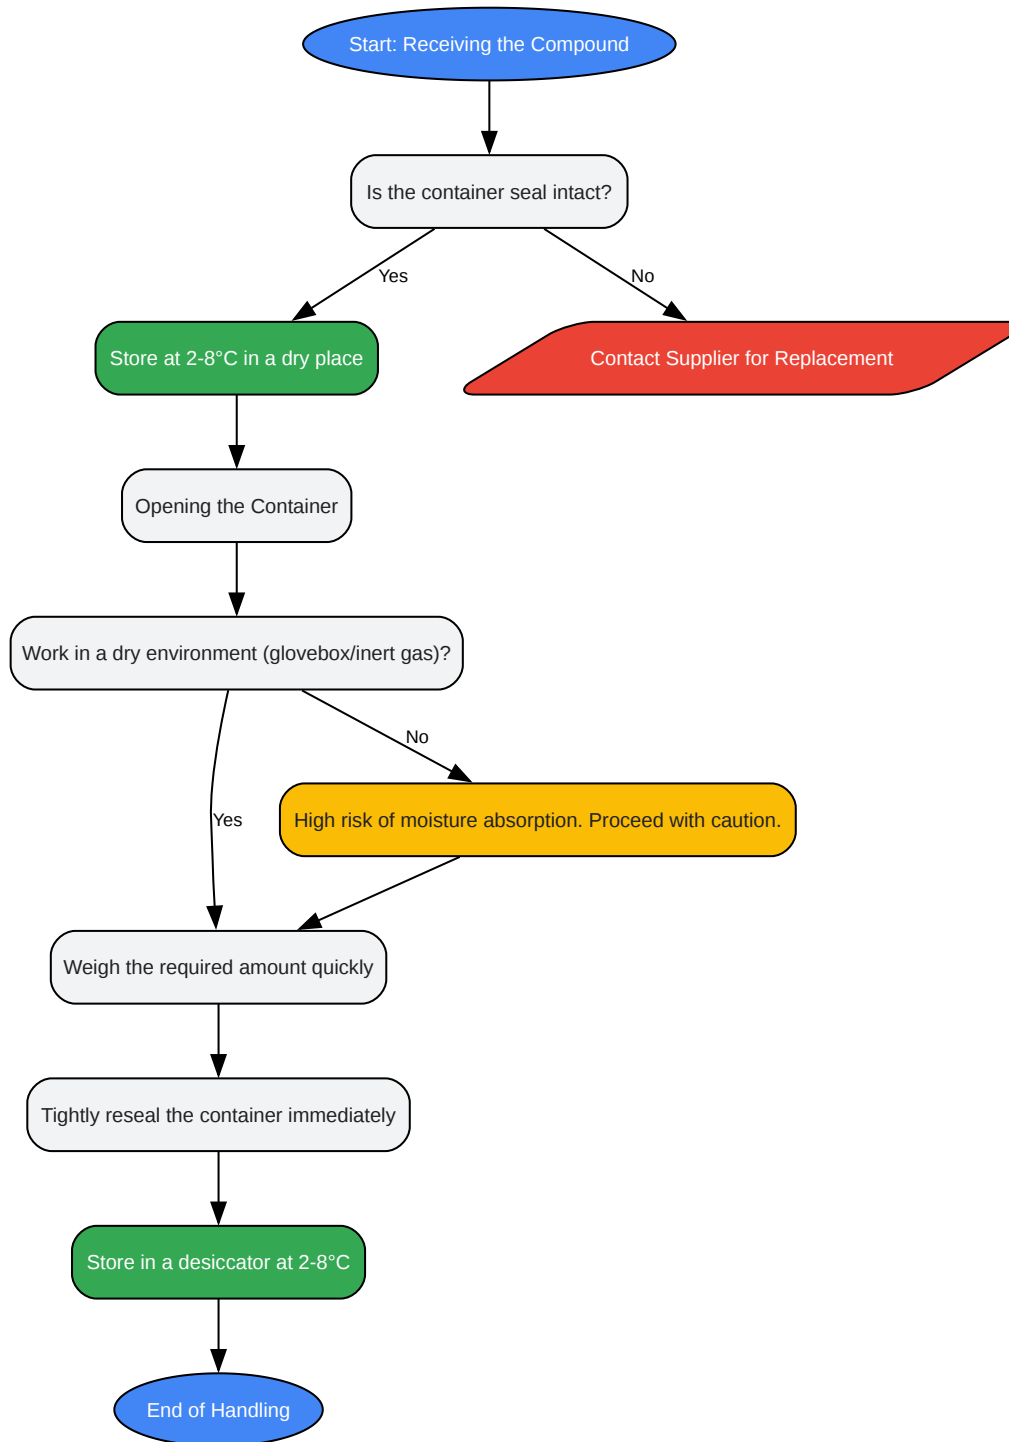 Start: Receiving the Compound
Is the container seal intact?
Yes
No
Store at 2-8°C in a dry place
Contact Supplier for Replacement
Opening the Container
Work in a dry environment (glovebox/inert gas)?
No
Yes
High risk of moisture absorption. Proceed with caution.
Weigh the required amount quickly
Tightly reseal the container immediately
Store in a desiccator at 2-8°C
End of Handling